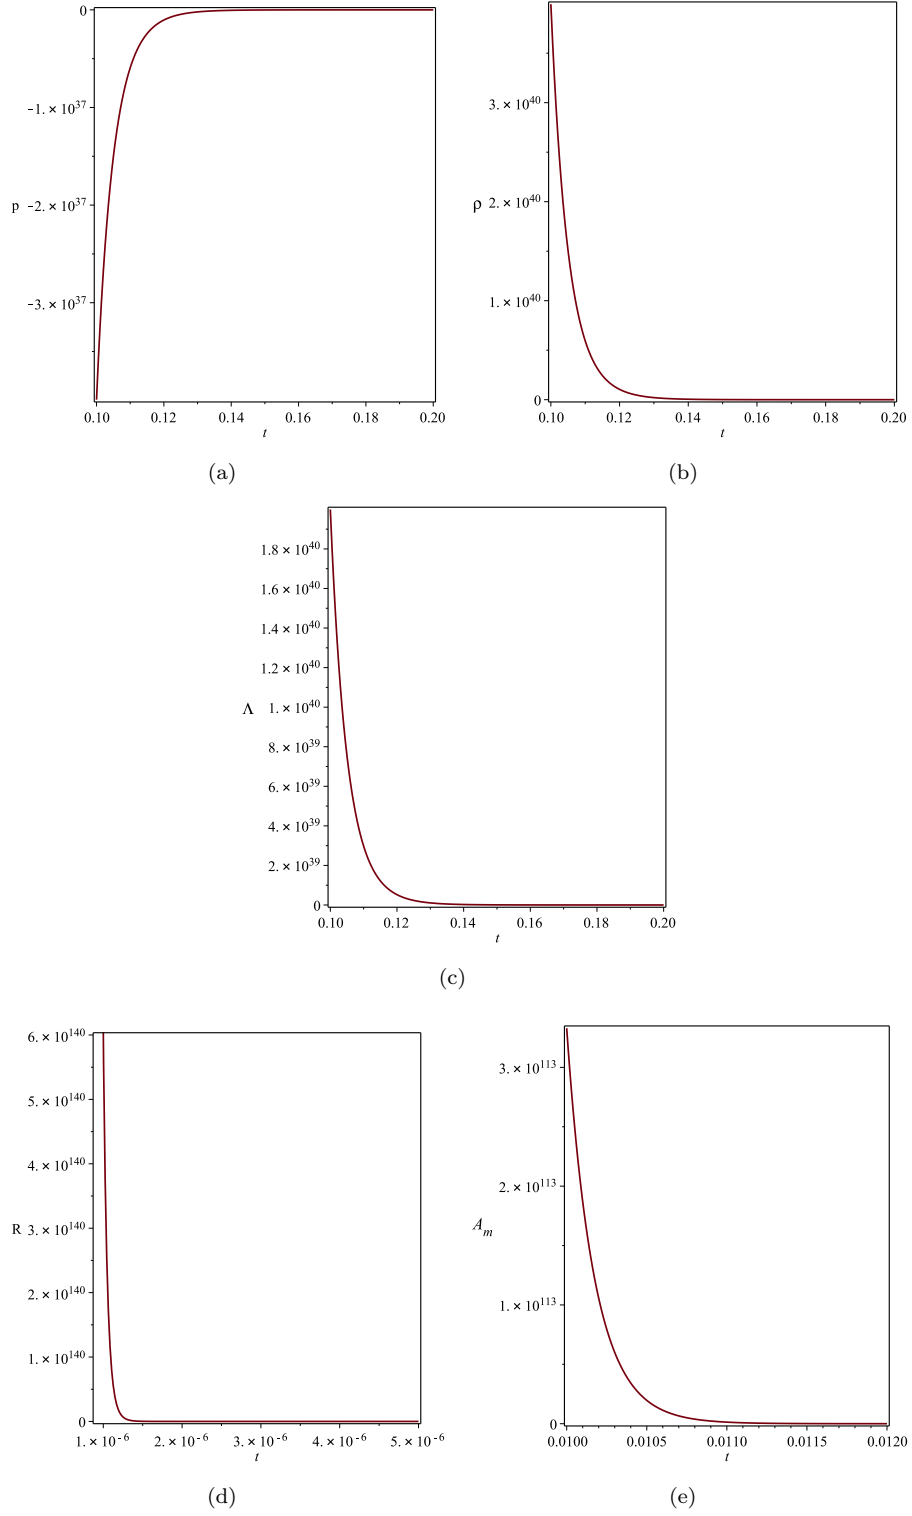 0
−1. × 10^37
p −2. × 10^37
−3. × 10^37
0.10 0.12 0.14 0.16 0.18 0.20
t
(a)
3. × 10^40
ρ 2. × 10^40
1. × 10^40
0
0.10 0.12 0.14 0.16 0.18 0.20
t
(b)
1.8 × 10^40
1.6 × 10^40
1.4 × 10^40
1.2 × 10^40
Λ 1. × 10^40
8. × 10^39
6. × 10^39
4. × 10^39
2. × 10^39
0
0.10 0.12 0.14 0.16 0.18 0.20
t
(c)
6. × 10^140
5. × 10^140
4. × 10^140
R 3. × 10^140
2. × 10^140
1. × 10^140
0
1. × 10^-6 2. × 10^-6 3. × 10^-6 4. × 10^-6 5. × 10^-6
t
(d)
3. × 10^113
2. × 10^113
A_m
1. × 10^113
0
0.0100 0.0105 0.0110 0.0115 0.0120
t
(e)